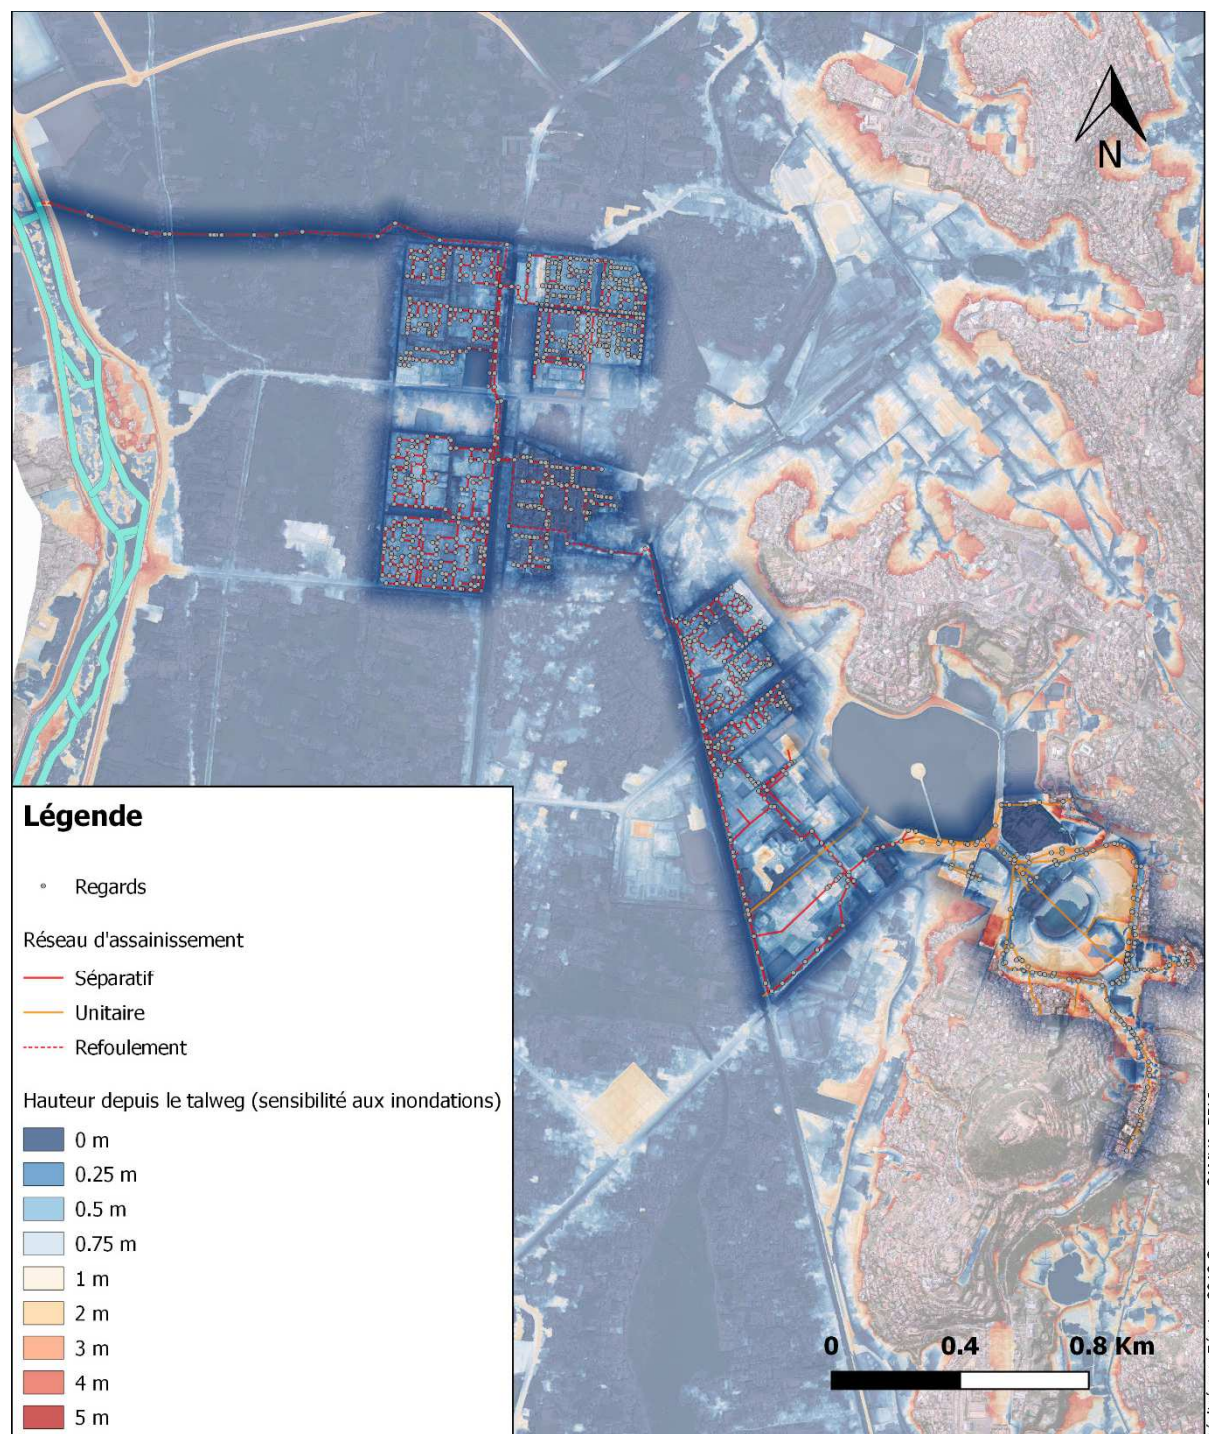 N
Légende
Regards
Réseau d'assainissement
Séparatif
Unitaire
Refoulement
Hauteur depuis le talweg (sensibilité aux inondations)
0 m
0.25 m
0.5 m
0.75 m
1 m
2 m
3 m
4 m
5 m
0 0.4 0.8 Km